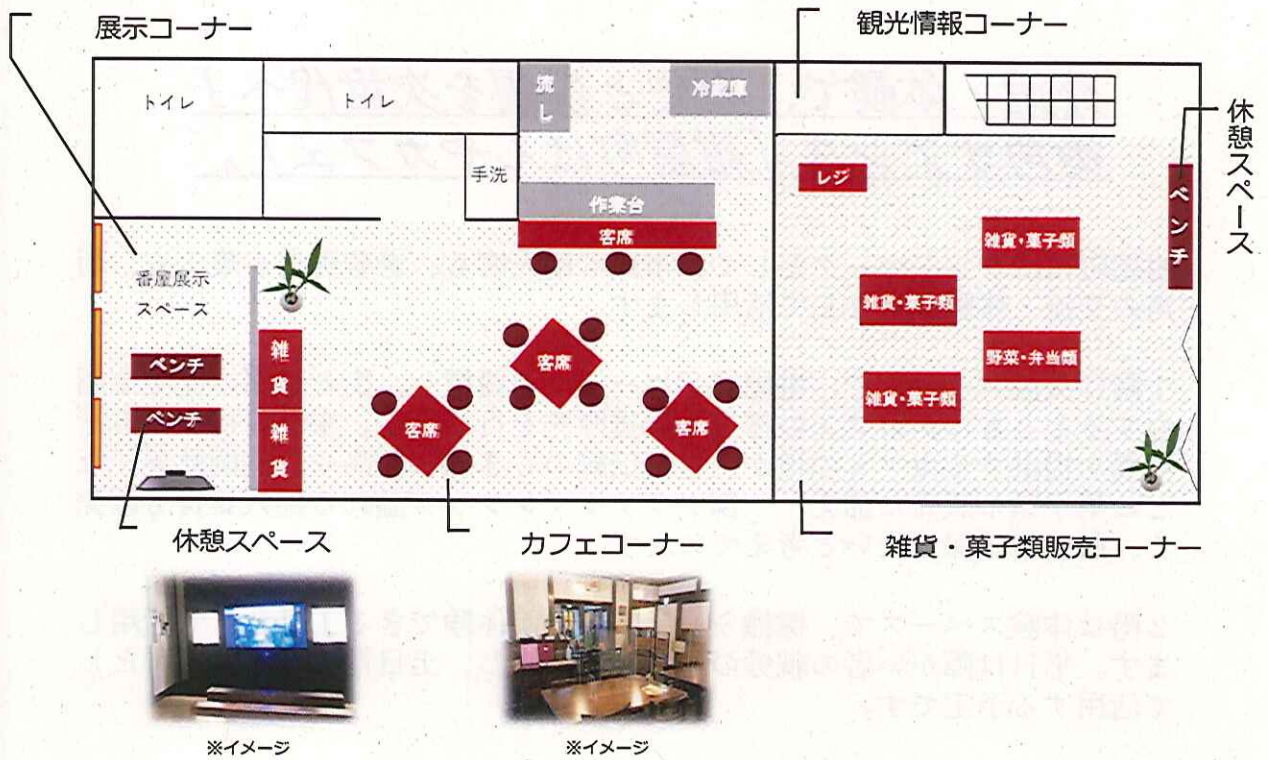 展示コーナー
観光情報コーナー
トイレ
トイレ
流し
冷蔵庫
休憩スペース
手洗
レジ
ベンチ
作業台
客席
雑貨・菓子類
番屋展示
スペース
雑貨・菓子類
雑貨
客席
野菜・弁当類
ベンチ
雑貨・菓子類
ベンチ
雑貨
客席
客席
休憩スペース
カフェコーナー
雑貨・菓子類販売コーナー
※イメージ
※イメージ